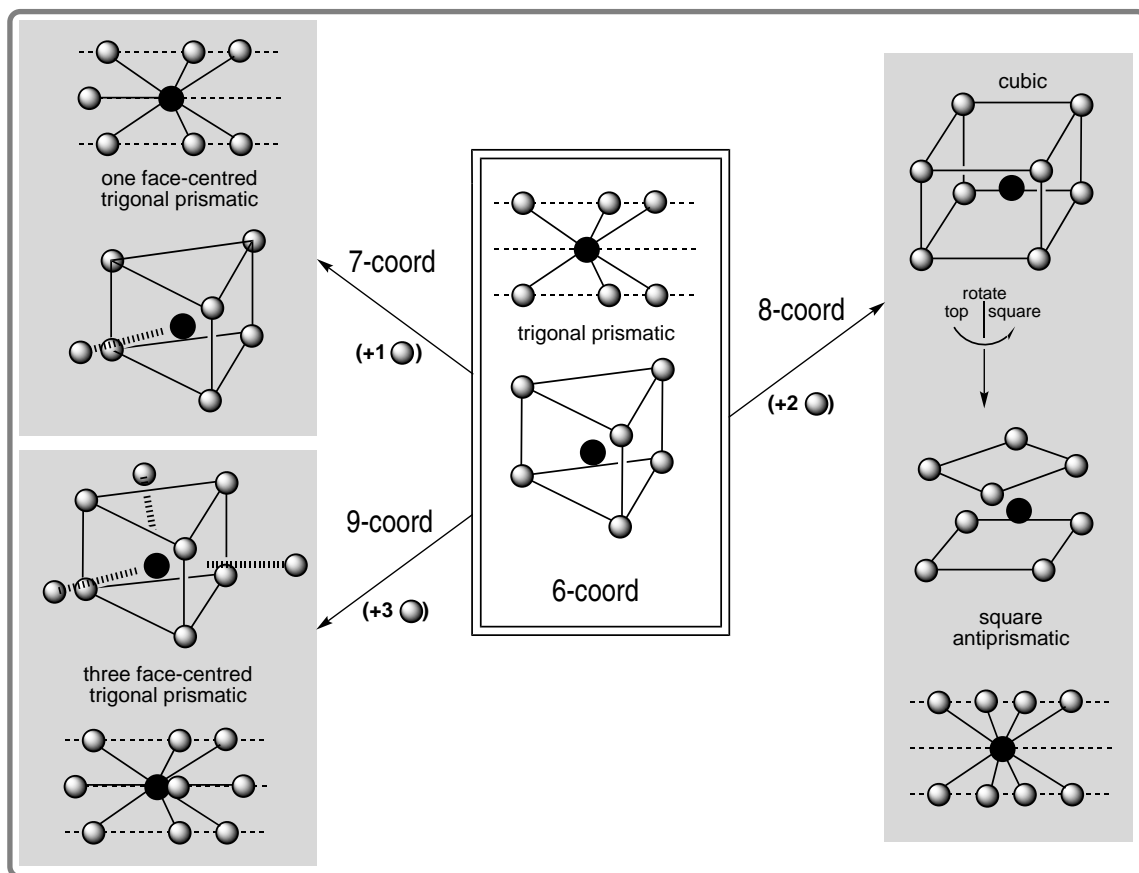 one face-centred
trigonal prismatic
7-coord
(+1 )
three face-centred
trigonal prismatic
9-coord
(+3 )
trigonal prismatic
6-coord
8-coord
(+2 )
cubic
rotate
top square
square
antiprismatic